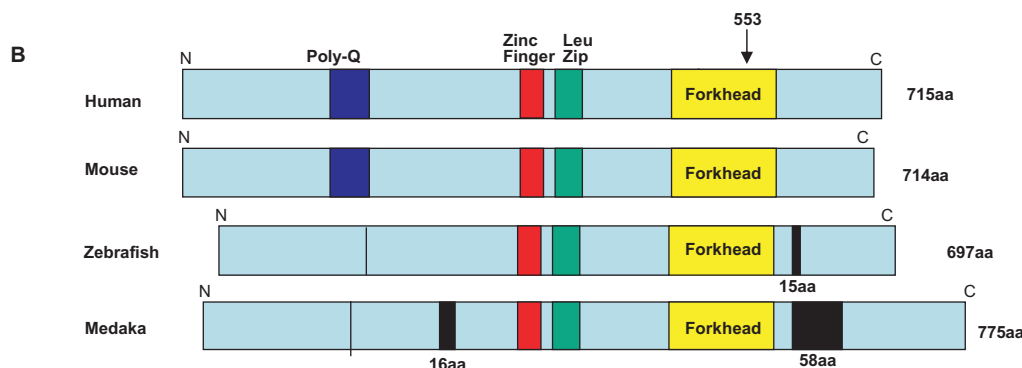 553
B
N
Poly-Q
Zinc
Finger
Leu
Zip
C
Human
Forkhead
715aa
N
C
Mouse
Forkhead
714aa
N
C
Zebrafish
Forkhead
697aa
15aa
N
C
Medaka
Forkhead
775aa
16aa
58aa